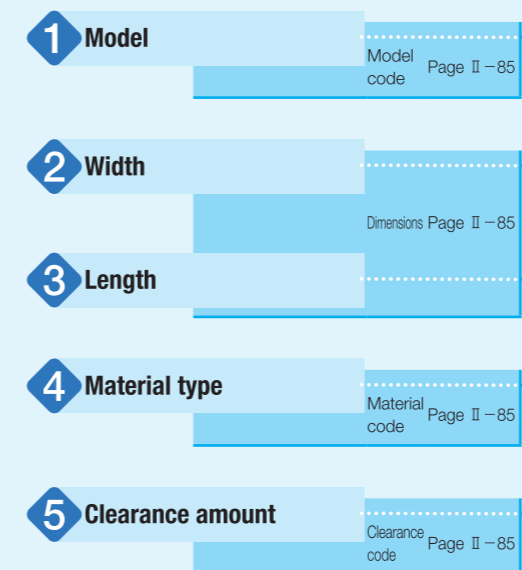 1 Model
Model code Page Ⅱ−85
2 Width
Dimensions Page Ⅱ−85
3 Length
4 Material type
Material code Page Ⅱ−85
5 Clearance amount
Clearance code Page Ⅱ−85